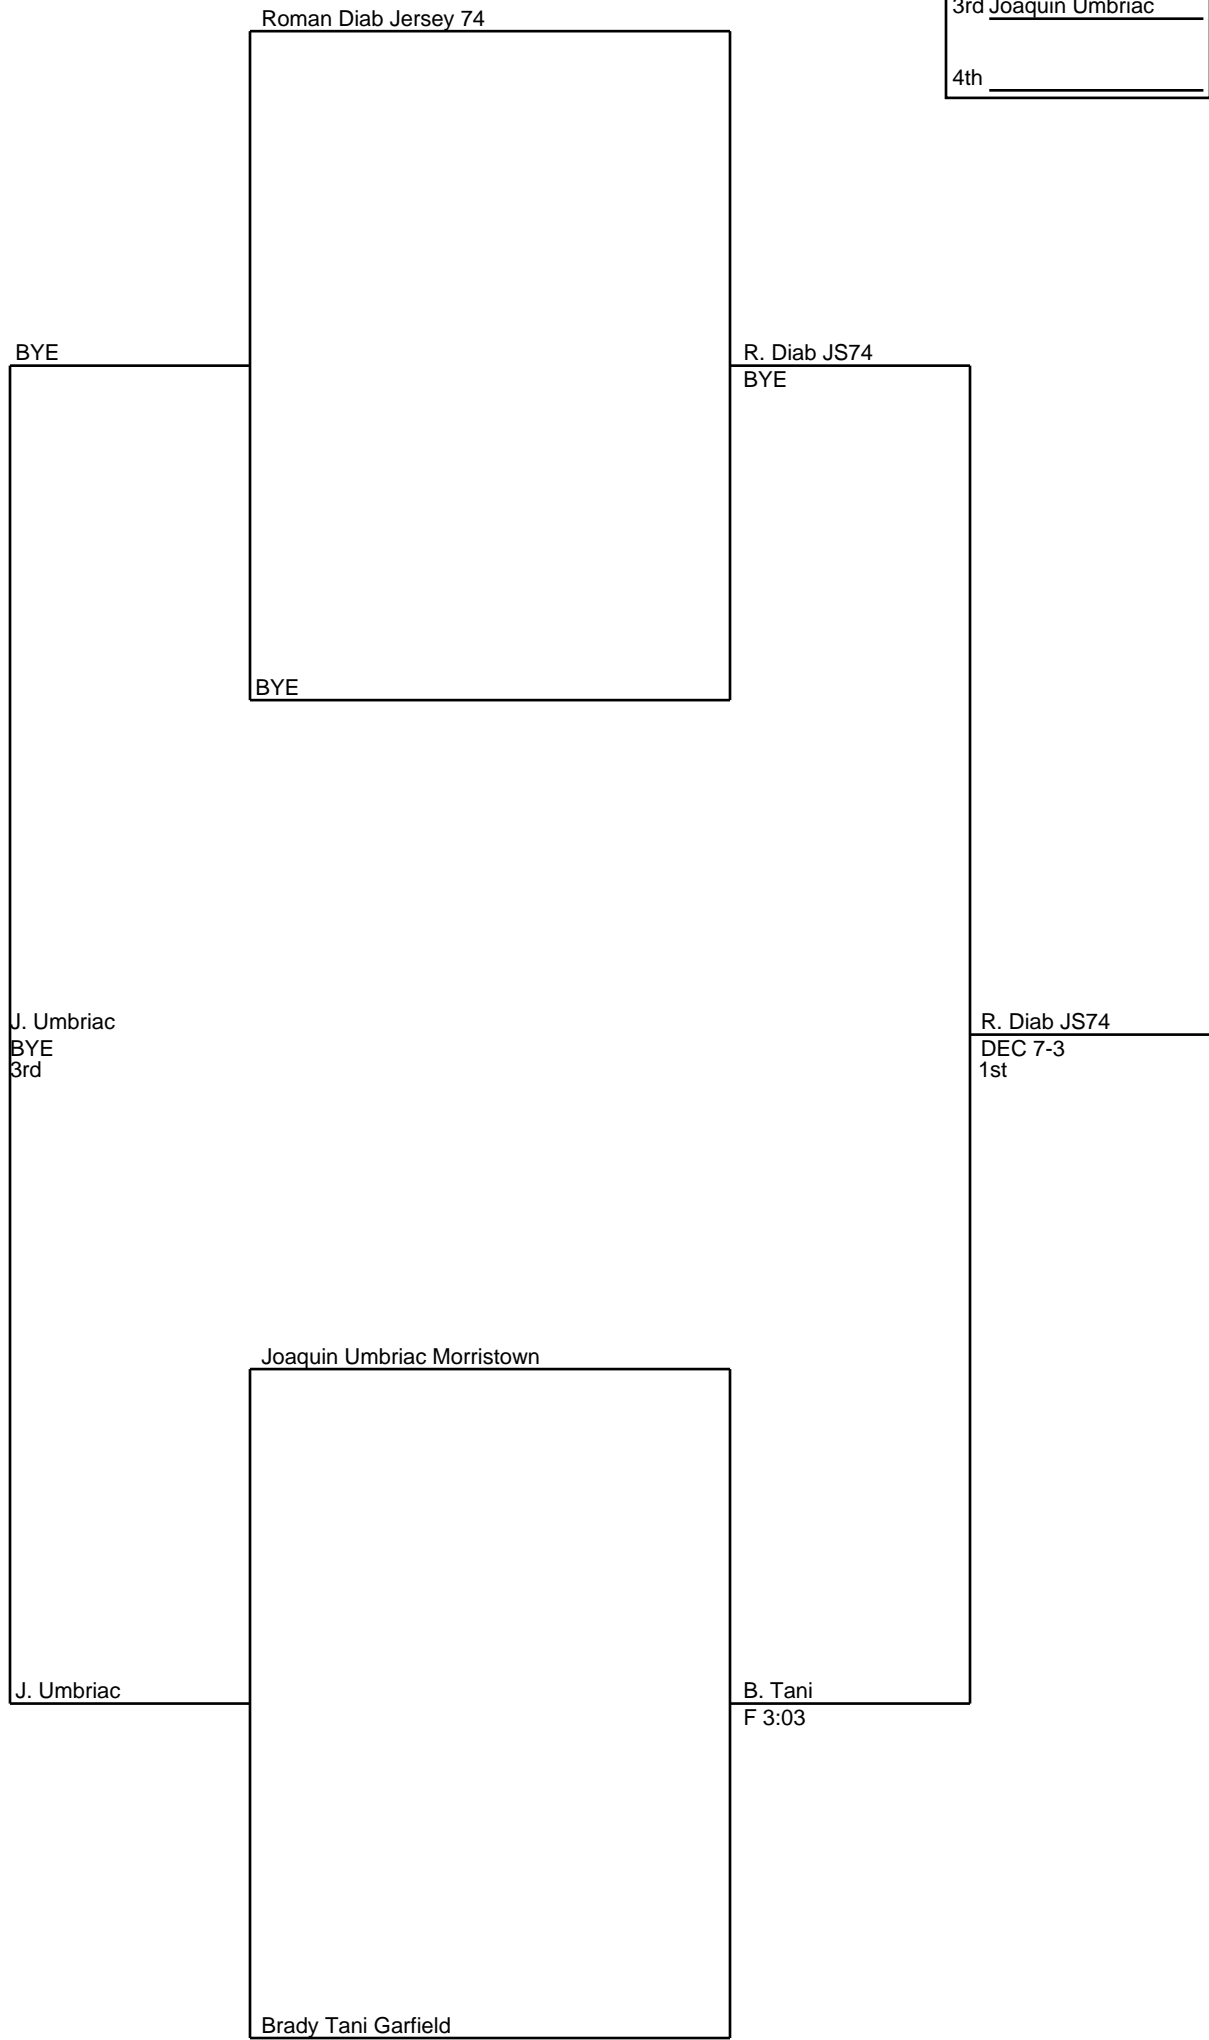 3rd Joaquin Umbriac
4th
Roman Diab Jersey 74
BYE
R. Diab JS74
BYE
BYE
J. Umbriac
BYE
3rd
R. Diab JS74
DEC 7-3
1st
Joaquin Umbriac Morristown
J. Umbriac
B. Tani
F 3:03
Brady Tani Garfield